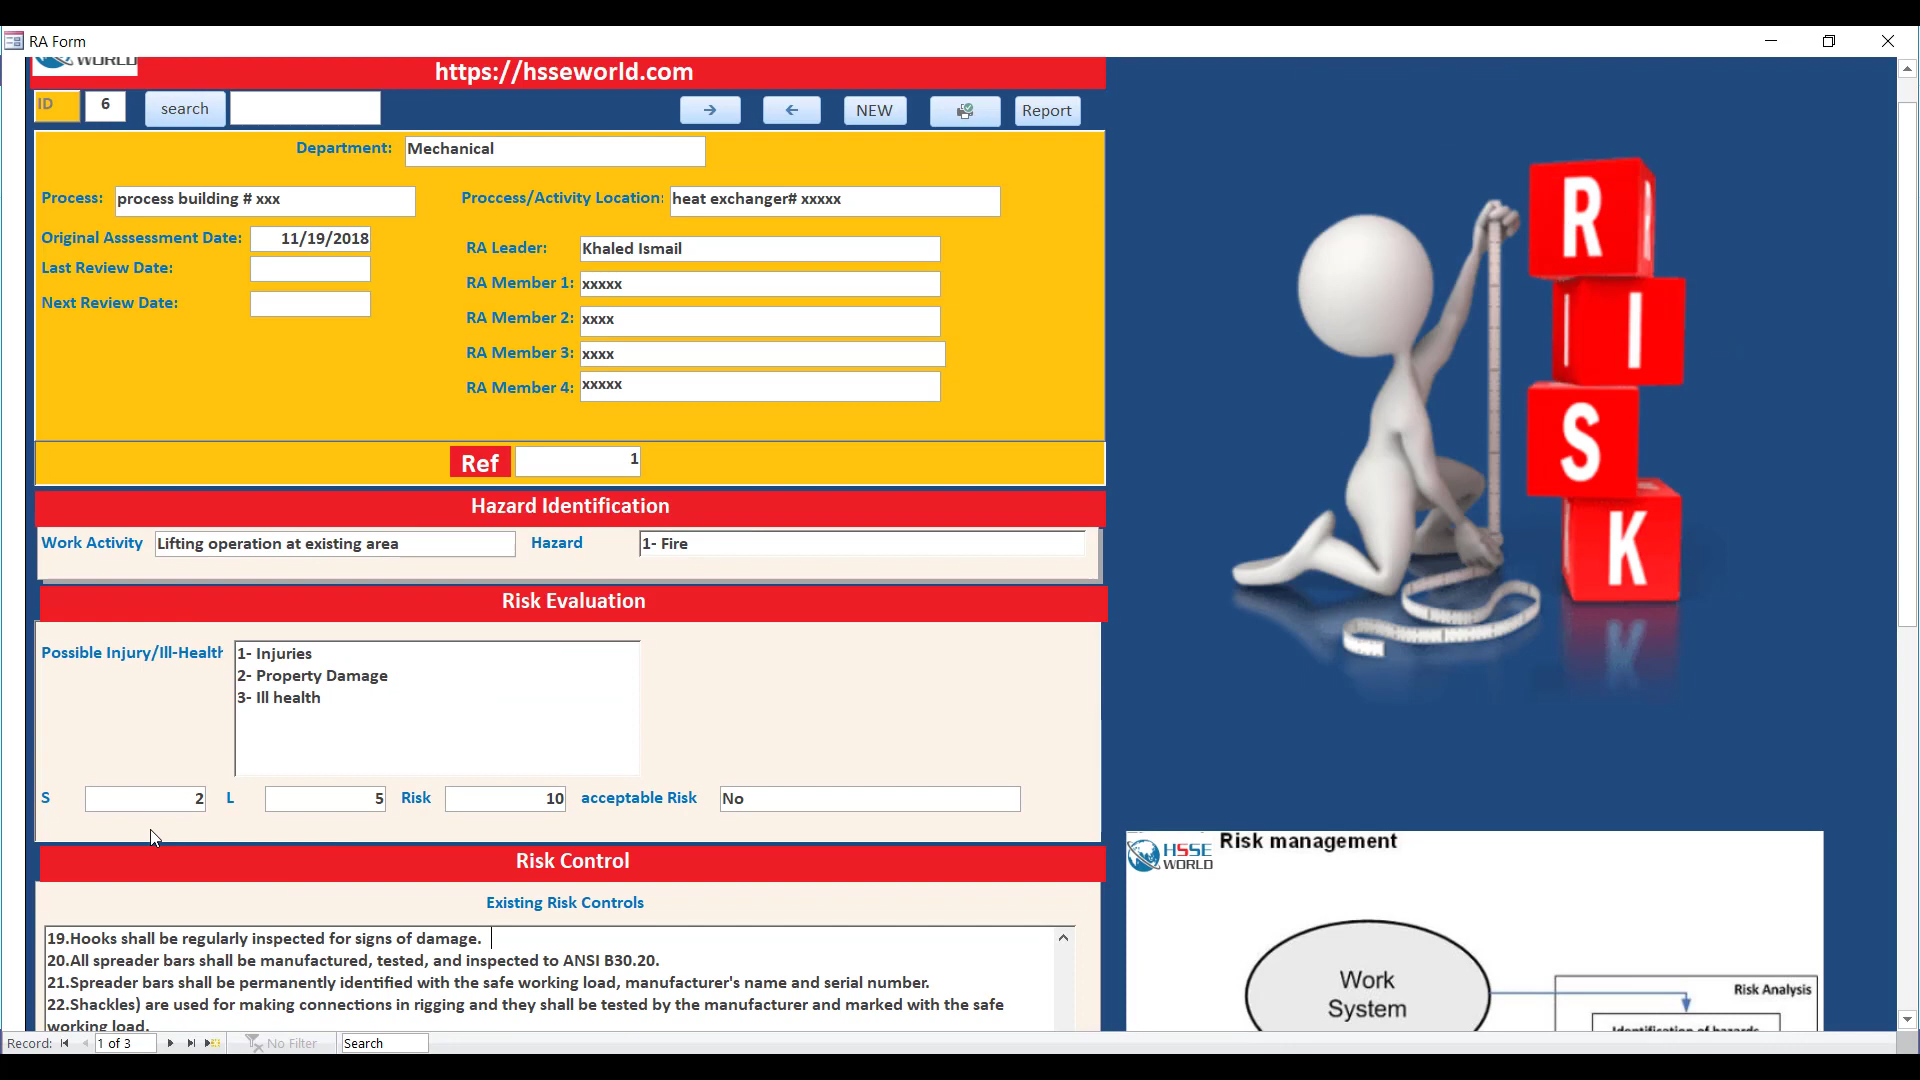 RA Form
WORLD
https://hsseworld.com
ID 6 search NEW Report
Department: Mechanical
Process: process building # xxx Proccess/Activity Location: heat exchanger# xxxxx
Original Asssessment Date: 11/19/2018
RA Leader: Khaled Ismail
Last Review Date:
RA Member 1: xxxxx
Next Review Date:
RA Member 2: xxxx
RA Member 3: xxxx
RA Member 4: xxxxx
Ref 1
Hazard Identification
Work Activity Lifting operation at existing area Hazard 1- Fire
Risk Evaluation
Possible Injury/Ill-Health 1- Injuries
2- Property Damage
3- Ill health
S 2 L 5 Risk 10 acceptable Risk No
Risk Control
Existing Risk Controls
19.Hooks shall be regularly inspected for signs of damage.
20.All spreader bars shall be manufactured, tested, and inspected to ANSI B30.20.
21.Spreader bars shall be permanently identified with the safe working load, manufacturer's name and serial number.
22.Shackles) are used for making connections in rigging and they shall be tested by the manufacturer and marked with the safe
working load.
Record: 1 of 3 No Filter Search
R
I
S
K
HSSE
WORLD
Risk management
Work
System
Risk Analysis
Identification of hazards